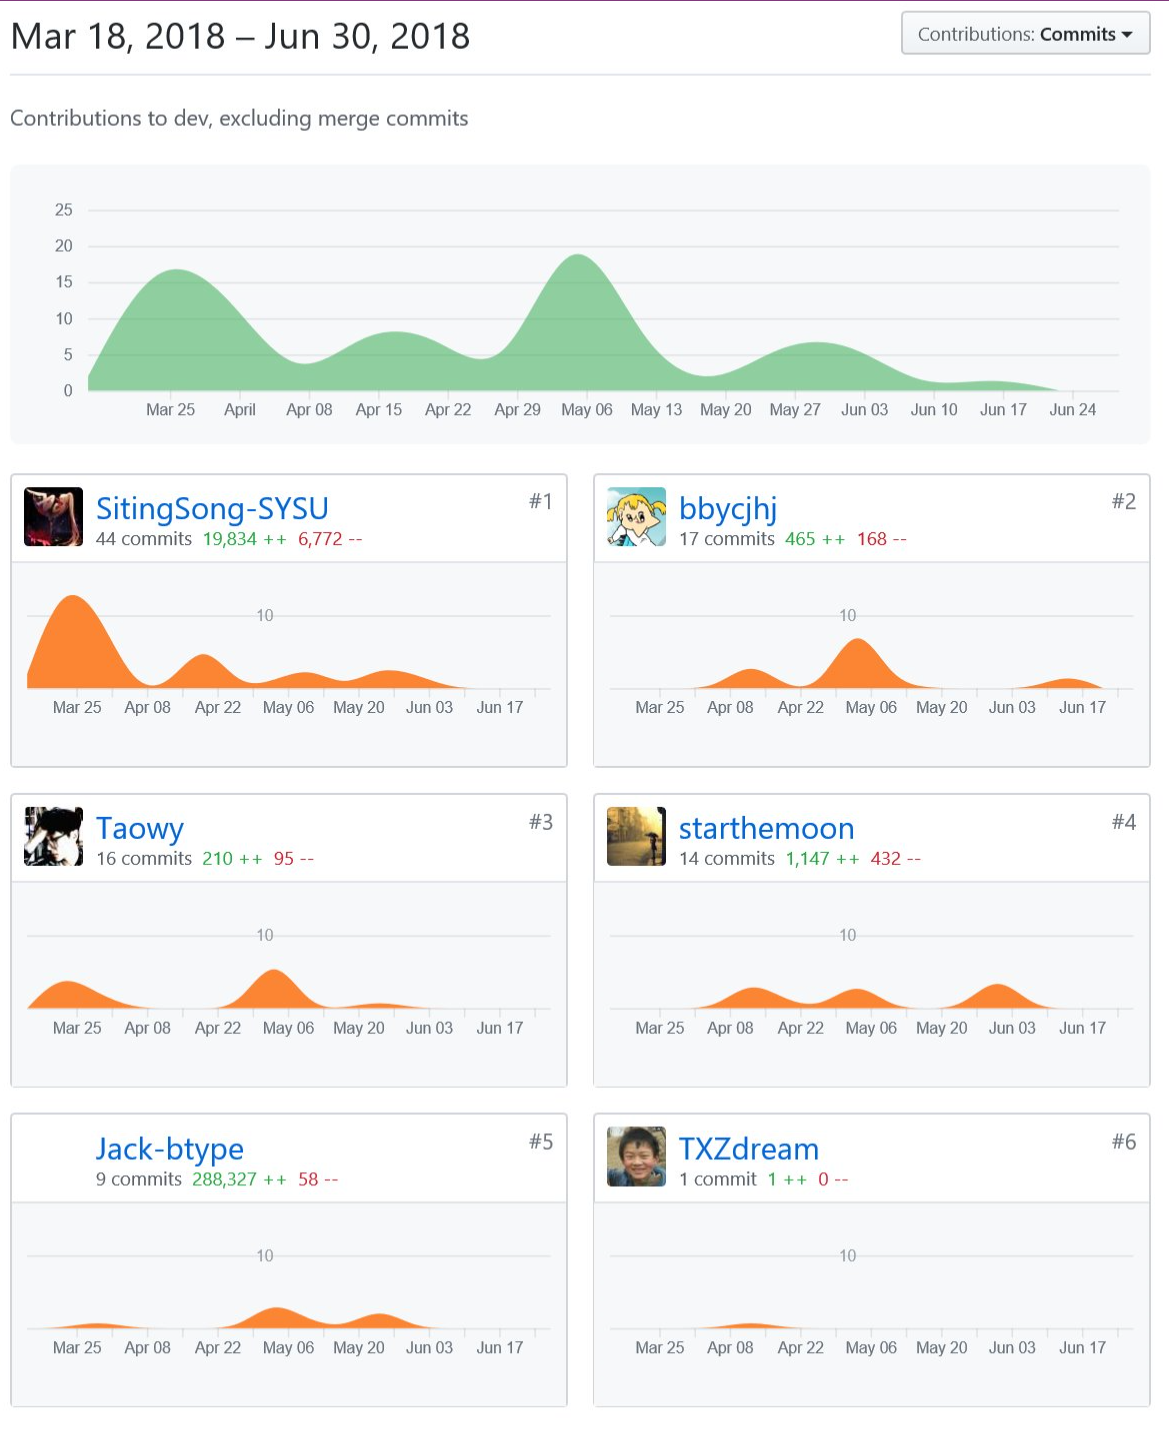 Mar 18, 2018 – Jun 30, 2018
Contributions: Commits
Contributions to dev, excluding merge commits
25
20
15
10
5
0
Mar 25 April Apr 08 Apr 15 Apr 22 Apr 29 May 06 May 13 May 20 May 27 Jun 03 Jun 10 Jun 17 Jun 24
SitingSong-SYSU #1
44 commits 19,834 ++ 6,772 --
10
Mar 25 Apr 08 Apr 22 May 06 May 20 Jun 03 Jun 17
bbycjhj #2
17 commits 465 ++ 168 --
10
Mar 25 Apr 08 Apr 22 May 06 May 20 Jun 03 Jun 17
Taowy #3
16 commits 210 ++ 95 --
10
Mar 25 Apr 08 Apr 22 May 06 May 20 Jun 03 Jun 17
starthemoon #4
14 commits 1,147 ++ 432 --
10
Mar 25 Apr 08 Apr 22 May 06 May 20 Jun 03 Jun 17
Jack-btype #5
9 commits 288,327 ++ 58 --
10
Mar 25 Apr 08 Apr 22 May 06 May 20 Jun 03 Jun 17
TXZdream #6
1 commit 1 ++ 0 --
10
Mar 25 Apr 08 Apr 22 May 06 May 20 Jun 03 Jun 17